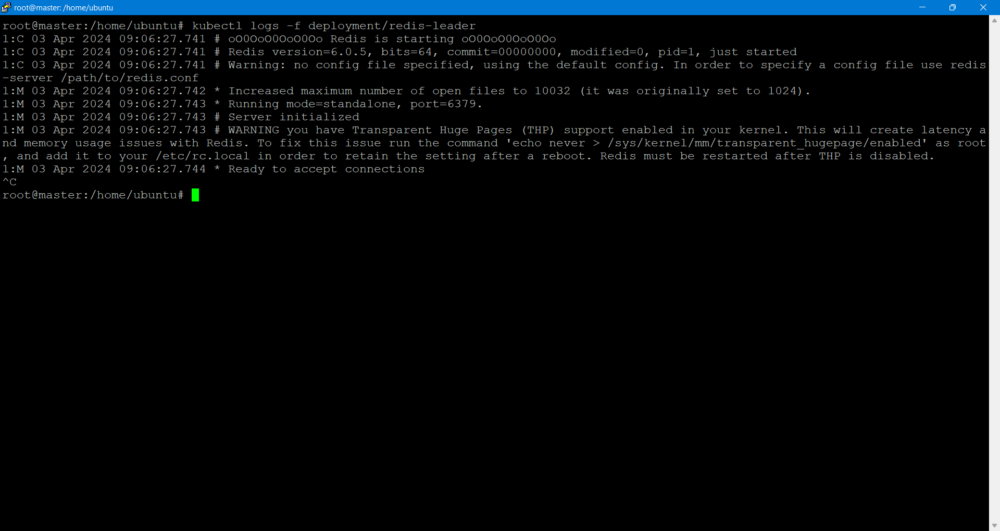 root@master: /home/ubuntu
root@master:/home/ubuntu# kubectl logs -f deployment/redis-leader
1:C 03 Apr 2024 09:06:27.741 # oO0OoO0OoO0Oo Redis is starting oO0OoO0OoO0Oo
1:C 03 Apr 2024 09:06:27.741 # Redis version=6.0.5, bits=64, commit=00000000, modified=0, pid=1, just started
1:C 03 Apr 2024 09:06:27.741 # Warning: no config file specified, using the default config. In order to specify a config file use redis
-server /path/to/redis.conf
1:M 03 Apr 2024 09:06:27.742 * Increased maximum number of open files to 10032 (it was originally set to 1024).
1:M 03 Apr 2024 09:06:27.743 * Running mode=standalone, port=6379.
1:M 03 Apr 2024 09:06:27.743 # Server initialized
1:M 03 Apr 2024 09:06:27.743 # WARNING you have Transparent Huge Pages (THP) support enabled in your kernel. This will create latency a
nd memory usage issues with Redis. To fix this issue run the command 'echo never > /sys/kernel/mm/transparent_hugepage/enabled' as root
, and add it to your /etc/rc.local in order to retain the setting after a reboot. Redis must be restarted after THP is disabled.
1:M 03 Apr 2024 09:06:27.744 * Ready to accept connections
^C
root@master:/home/ubuntu#